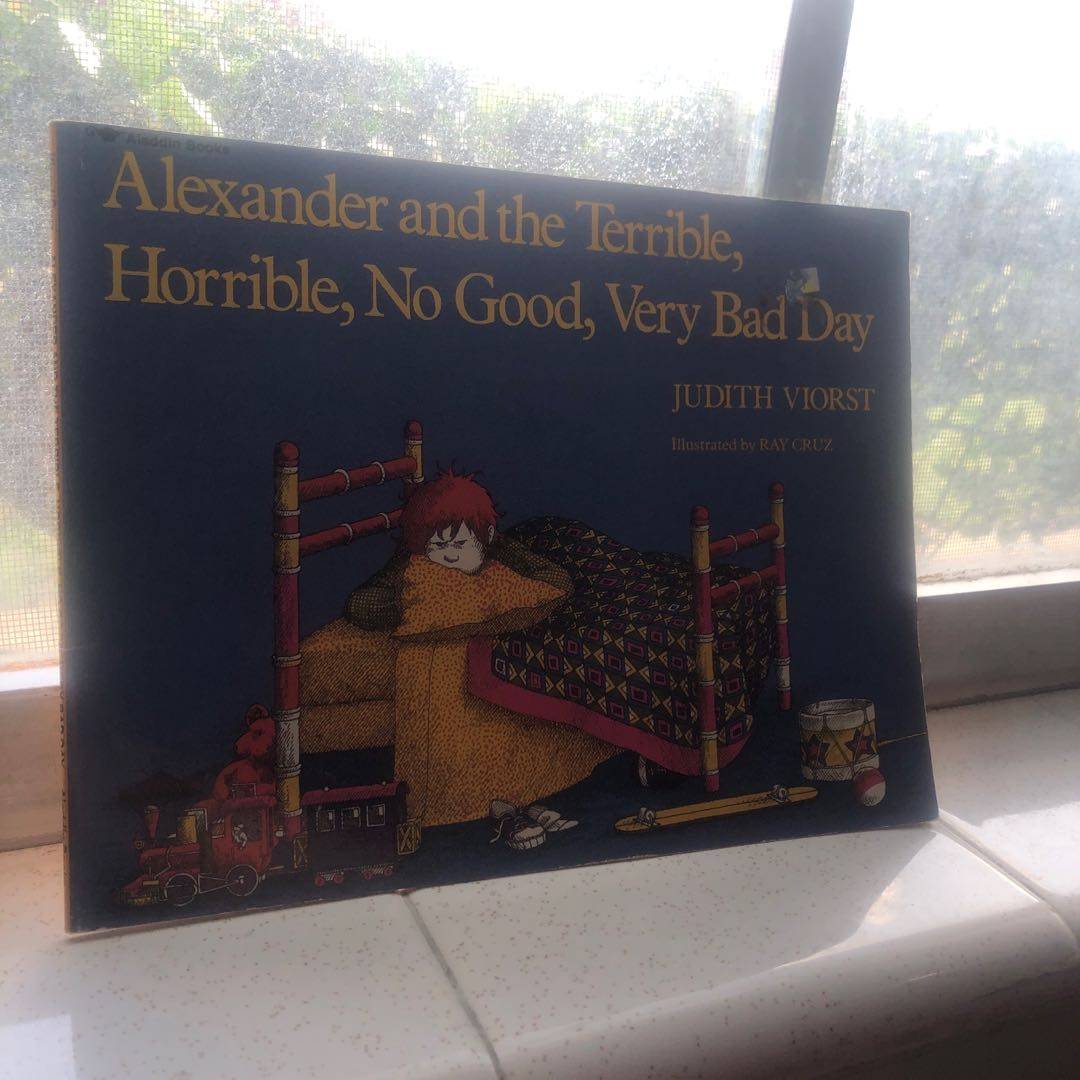 Aladdin Books
Alexander and the Terrible,
Horrible, No Good, Very Bad Day
JUDITH VIORST
Illustrated by RAY CRUZ